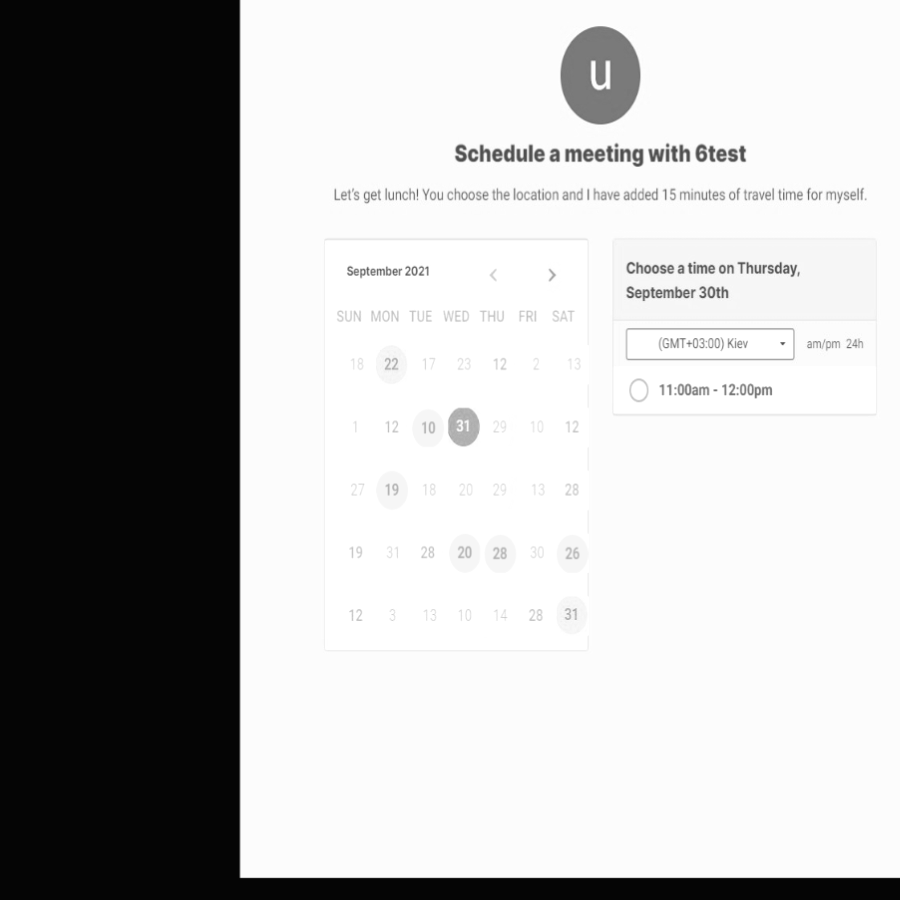 u
Schedule a meeting with 6test
Let's get lunch! You choose the location and I have added 15 minutes of travel time for myself.
September 2021
SUN MON TUE WED THU FRI SAT
18 22 17 23 12 2 13
1 12 10 31 29 10 12
27 19 18 20 29 13 28
19 31 28 20 28 30 26
12 3 13 10 14 28 31
Choose a time on Thursday,
September 30th
(GMT+03:00) Kiev am/pm 24h
11:00am - 12:00pm